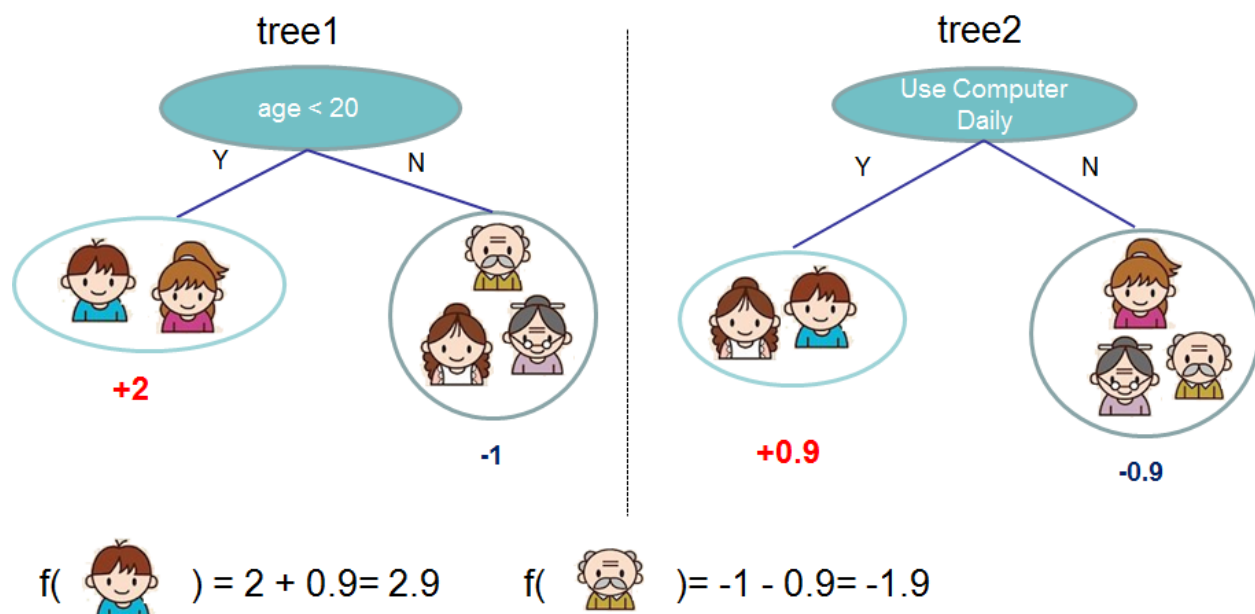 tree1
tree2
age < 20
Use Computer
Daily
Y
N
Y
N
+2
-1
+0.9
-0.9
f( ) = 2 + 0.9= 2.9
f( )= -1 - 0.9= -1.9